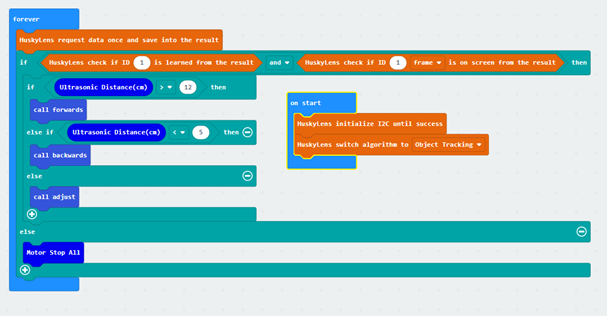 forever
HuskyLens request data once and save into the result
if HuskyLens check if ID 1 is learned from the result and HuskyLens check if ID 1 Frame is on screen from the result then
if Ultrasonic Distance(cm) > 12 then
on start
call forwards
HuskyLens initialize I2C until success
else if Ultrasonic Distance(cm) < 5 then
HuskyLens switch algorithm to Object Tracking
call backwards
else
call adjust
else
Motor Stop All